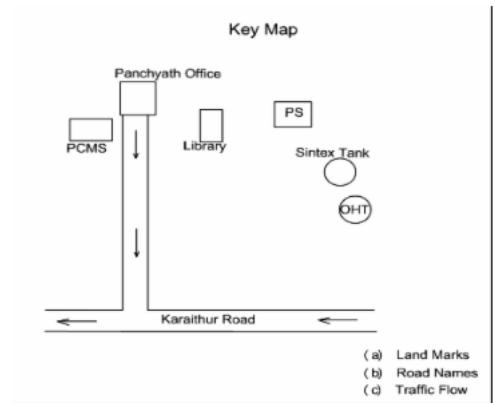 Key Map
Panchyath Office
PS
PCMS
Library
Sintex Tank
OHT
Karaithur Road
(a) Land Marks
(b) Road Names
(c) Traffic Flow